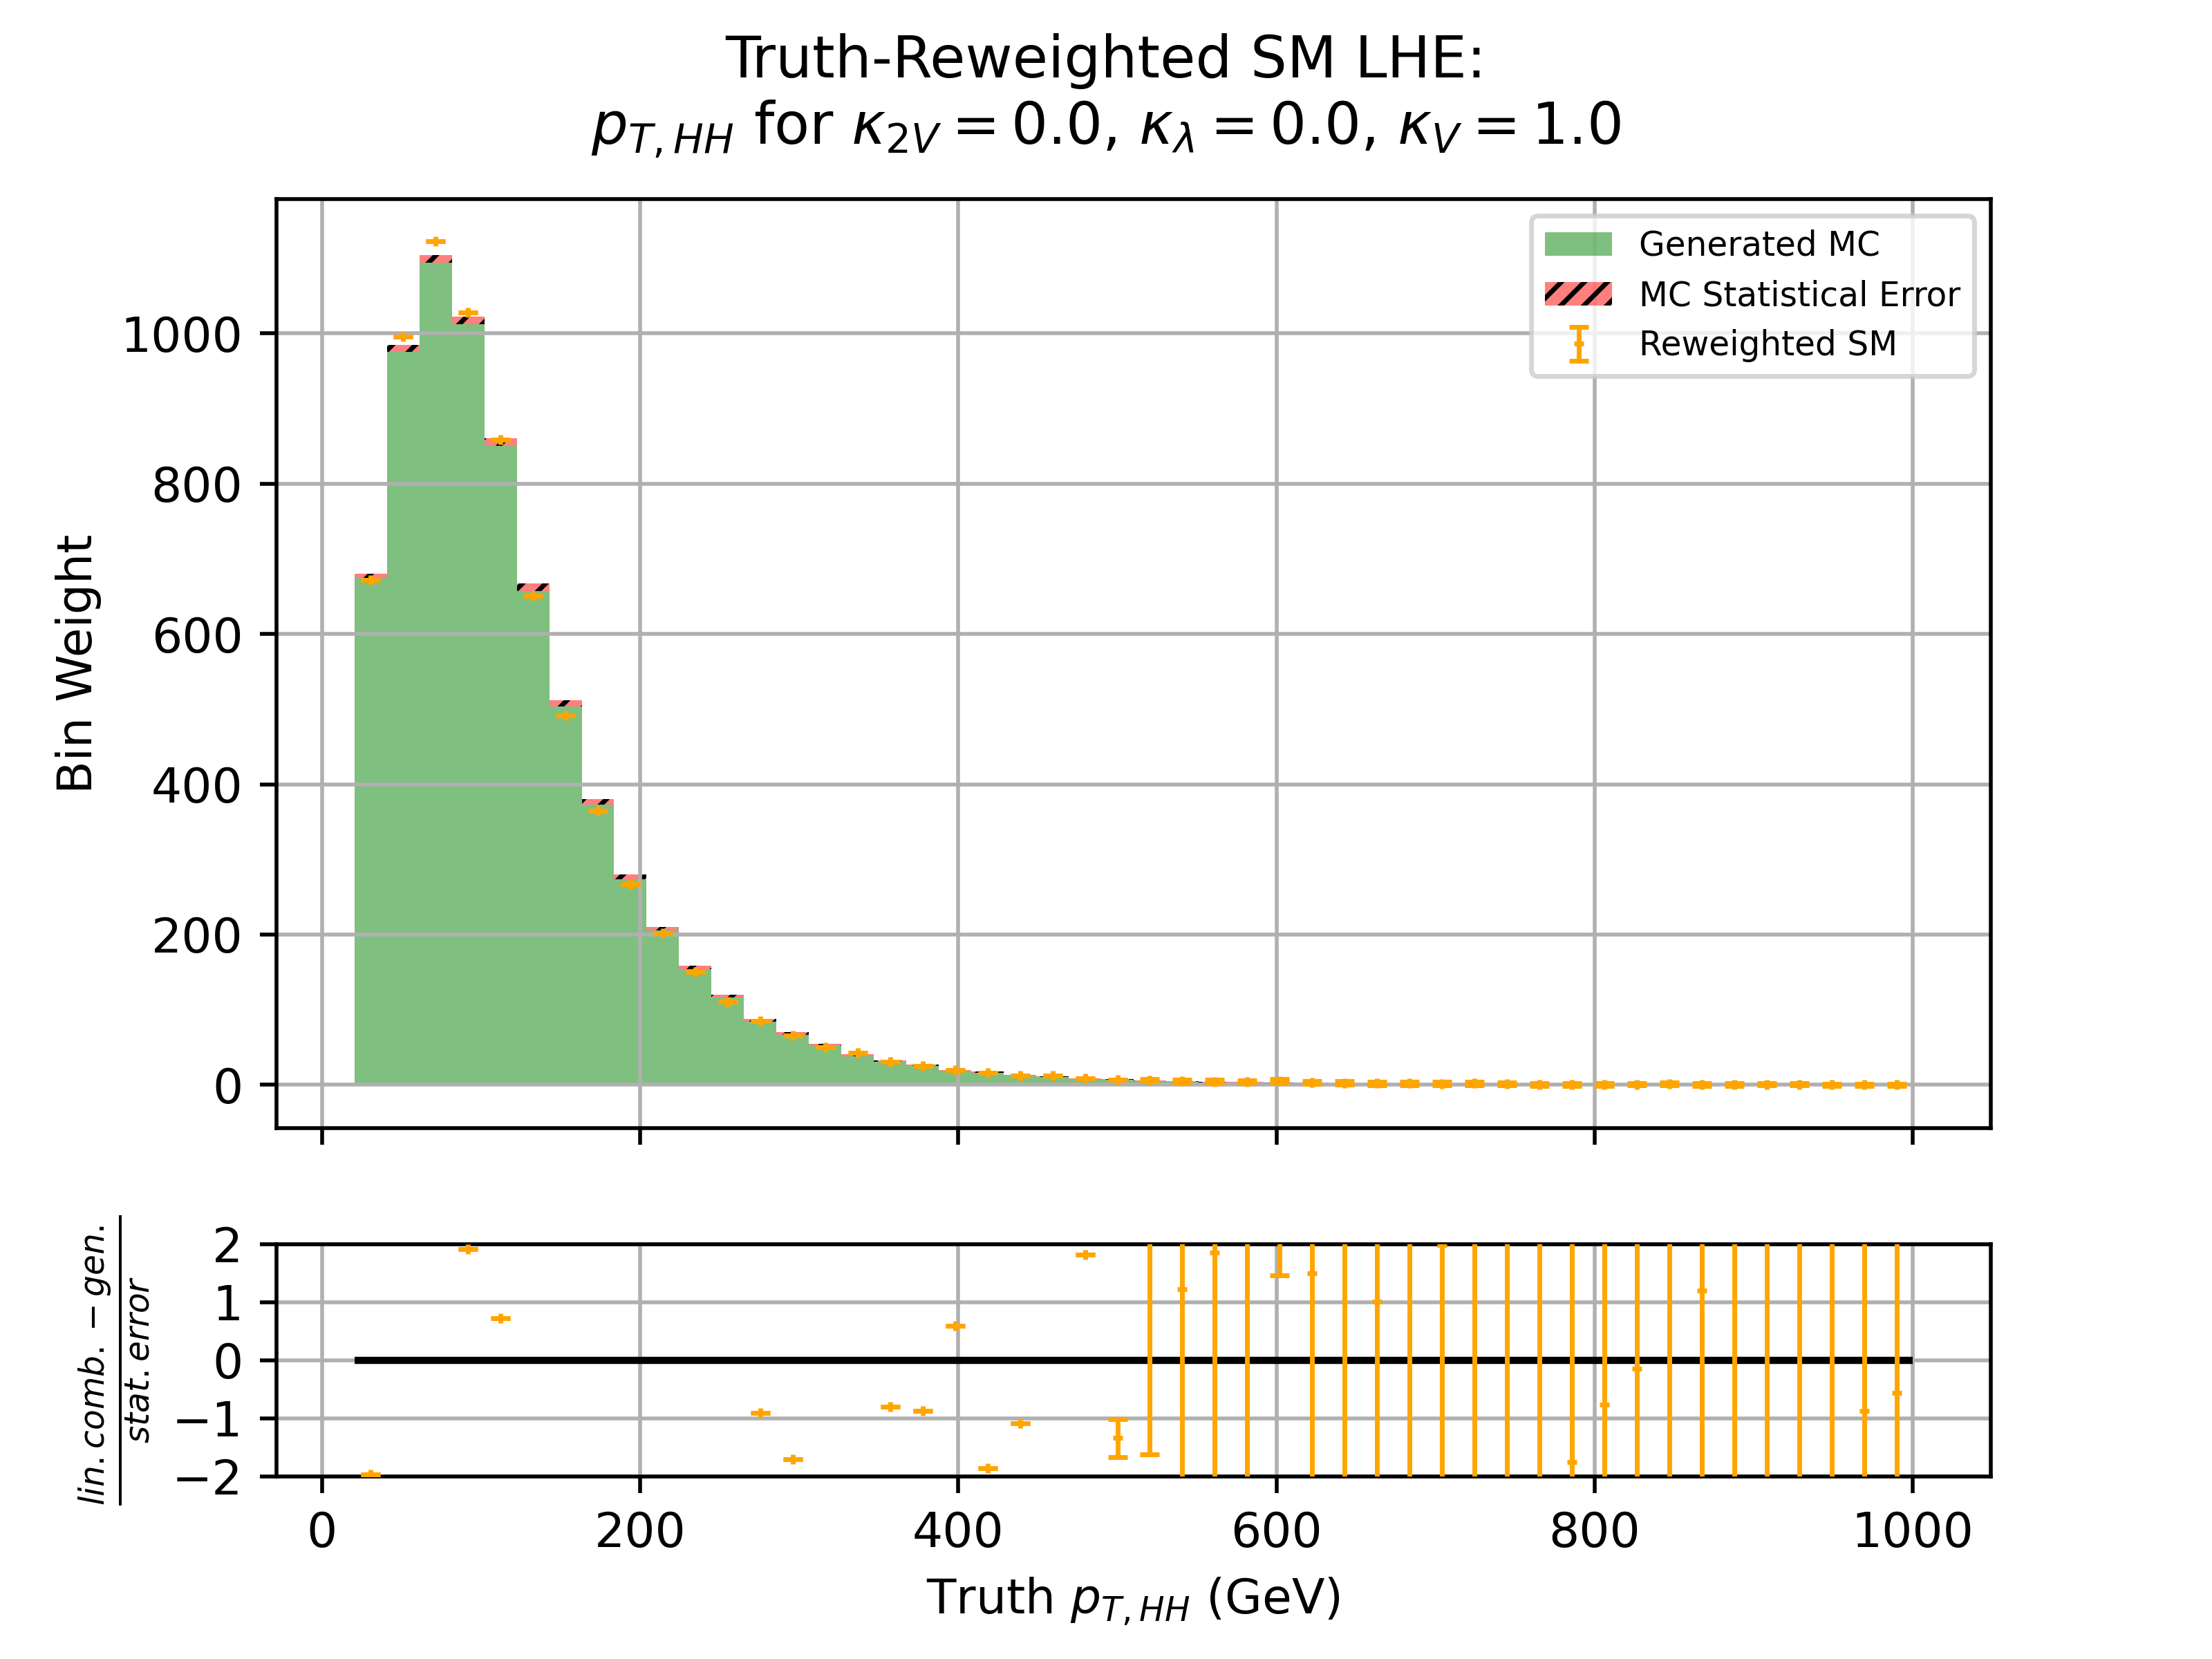 Truth-Reweighted SM LHE:
p_{T, HH} for κ_{2V} = 0.0, κ_λ = 0.0, κ_V = 1.0
Generated MC
MC Statistical Error
Reweighted SM
Bin Weight
1000
800
600
400
200
0
lin. comb. − gen.
stat. error
2
1
0
−1
−2
0 200 400 600 800 1000
Truth p_{T, HH} (GeV)